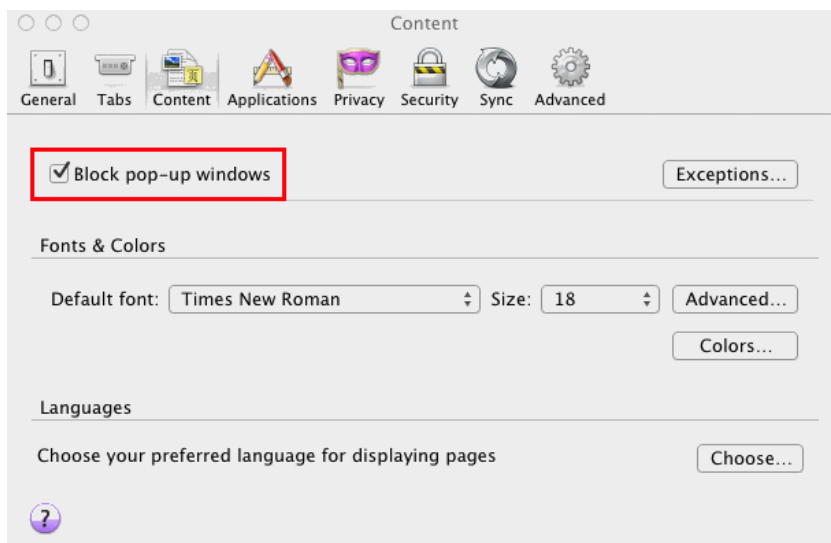 Content
General Tabs Content Applications Privacy Security Sync Advanced
Block pop-up windows Exceptions...
Fonts & Colors
Default font: Times New Roman Size: 18 Advanced...
Colors...
Languages
Choose your preferred language for displaying pages Choose...
?